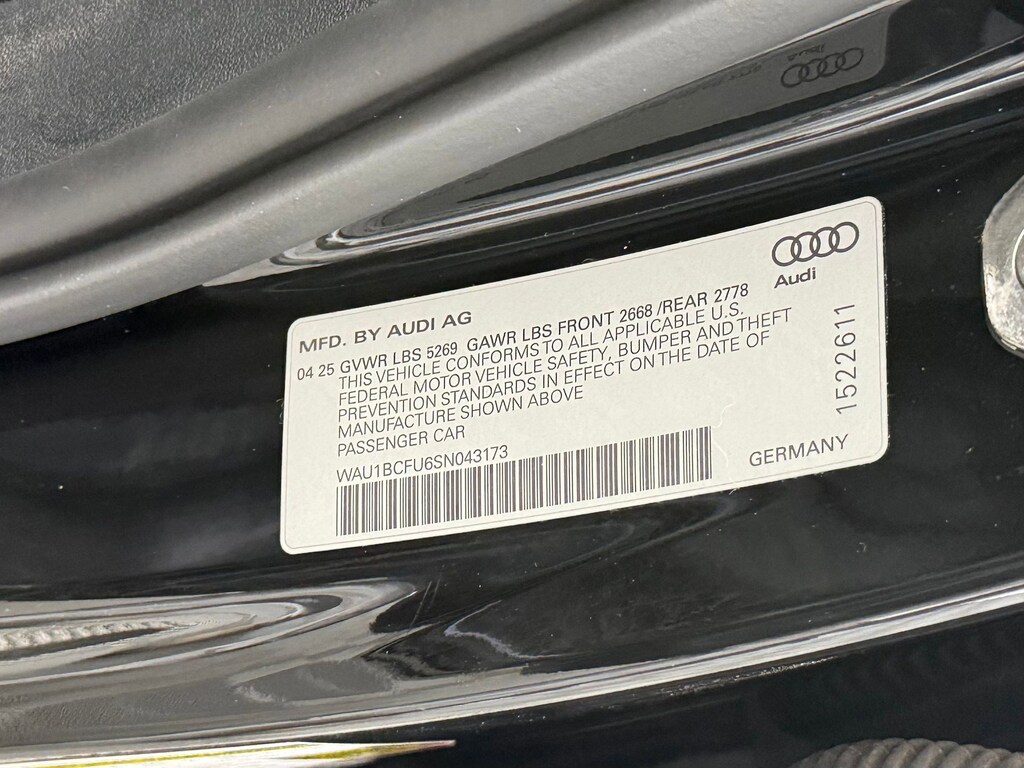 Audi
MFD. BY AUDI AG
04 25 GVWR LBS 5269 GAWR LBS FRONT 2668 /REAR 2778
THIS VEHICLE CONFORMS TO ALL APPLICABLE U.S.
FEDERAL MOTOR VEHICLE SAFETY, BUMPER AND THEFT
PREVENTION STANDARDS IN EFFECT ON THE DATE OF
MANUFACTURE SHOWN ABOVE
PASSENGER CAR
WAU1BCFU6SN043173
GERMANY
1522611